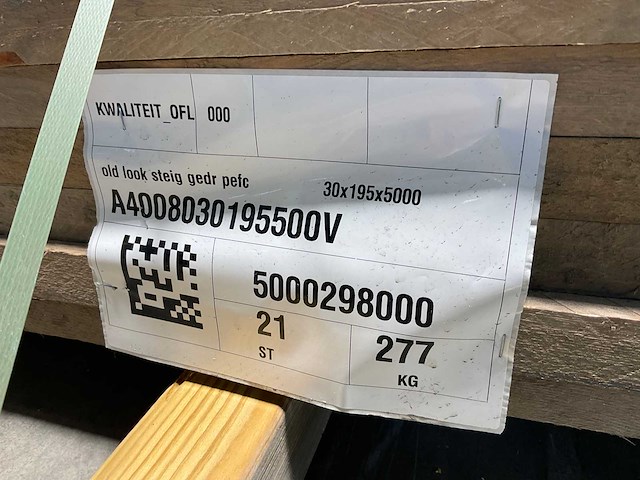 KWALITEIT_OFL 000
old look steig gedr pefc 30x195x5000
A4008030195500V
5000298000
21 277
ST KG